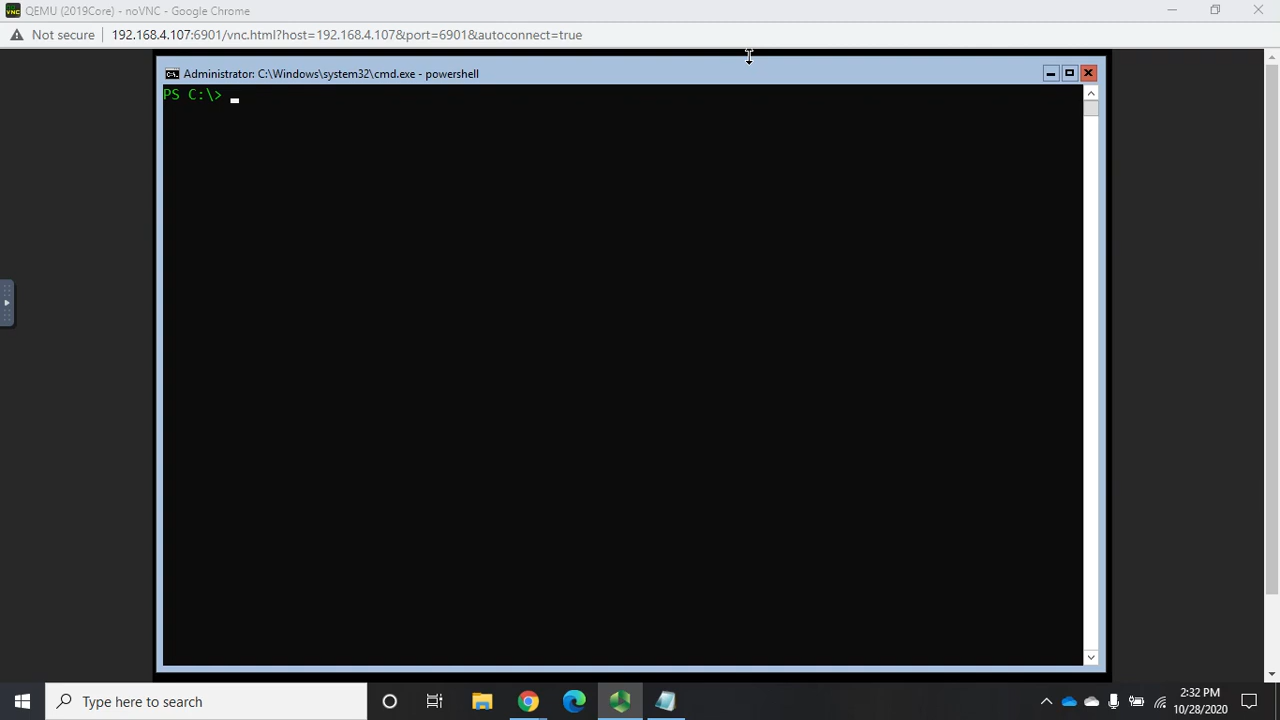 QEMU (2019Core) - noVNC - Google Chrome
Not secure
192.168.4.107:6901/vnc.html?host=192.168.4.107&port=6901&autoconnect=true
Administrator: C:\Windows\system32\cmd.exe - powershell
PS C:\>
Type here to search
2:32 PM
10/28/2020